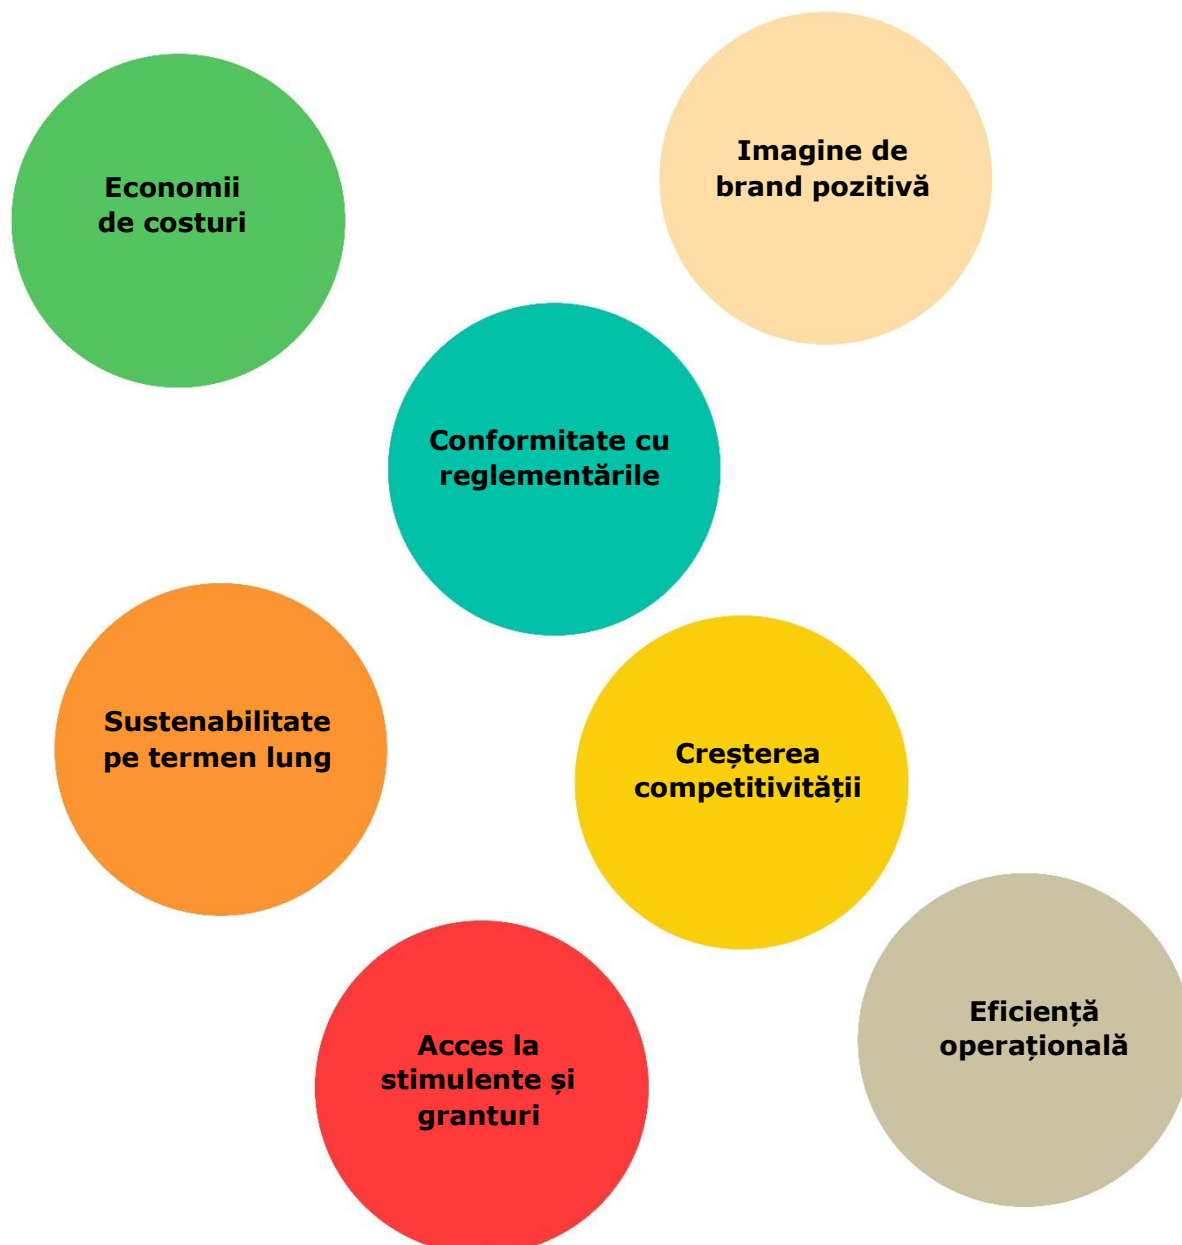 Economii
de costuri
Imagine de
brand pozitivă
Conformitate cu
reglementările
Sustenabilitate
pe termen lung
Creșterea
competitivității
Acces la
stimulente și
granturi
Eficiență
operațională